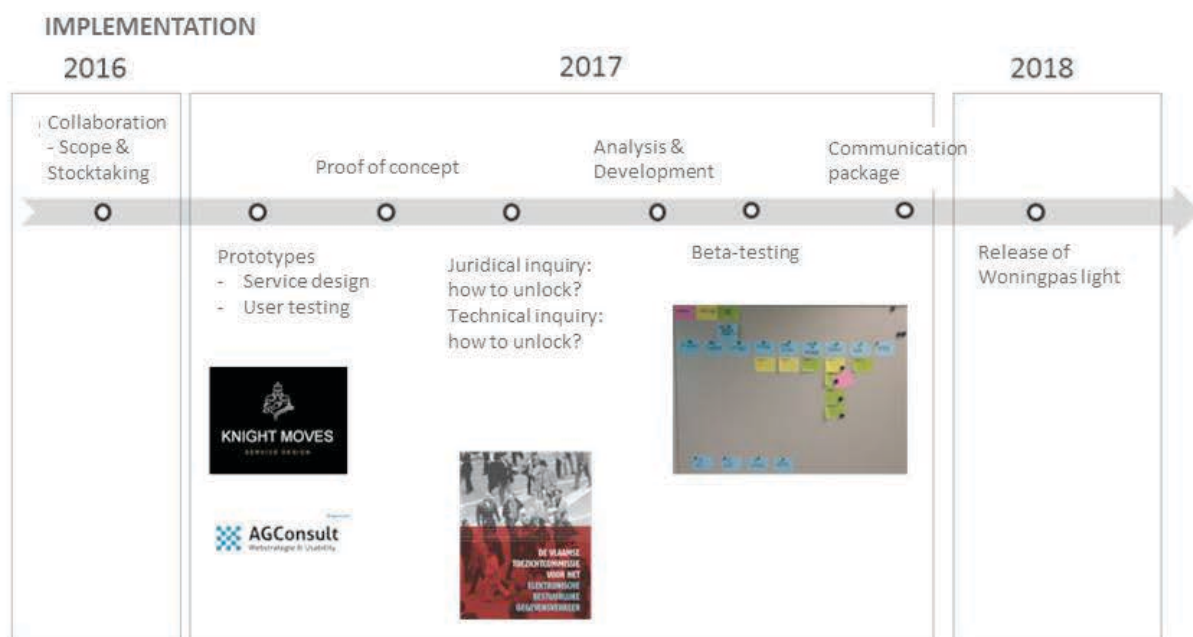 IMPLEMENTATION
2016
2017
2018
Collaboration
- Scope &
Stocktaking
Proof of concept
Analysis &
Development
Communication
package
Prototypes
- Service design
- User testing
Juridical inquiry:
how to unlock?
Technical inquiry:
how to unlock?
Beta-testing
Release of
Woningpas light
KNIGHT MOVES
SERVICE DESIGN
AGConsult
Webstrategie & Usability
DE VLAAMSE
TOEZICHTCOMMISSIE
VOOR HET
ELEKTRONISCHE
BESTUURLIJKE
GEGEVENSVERKEER